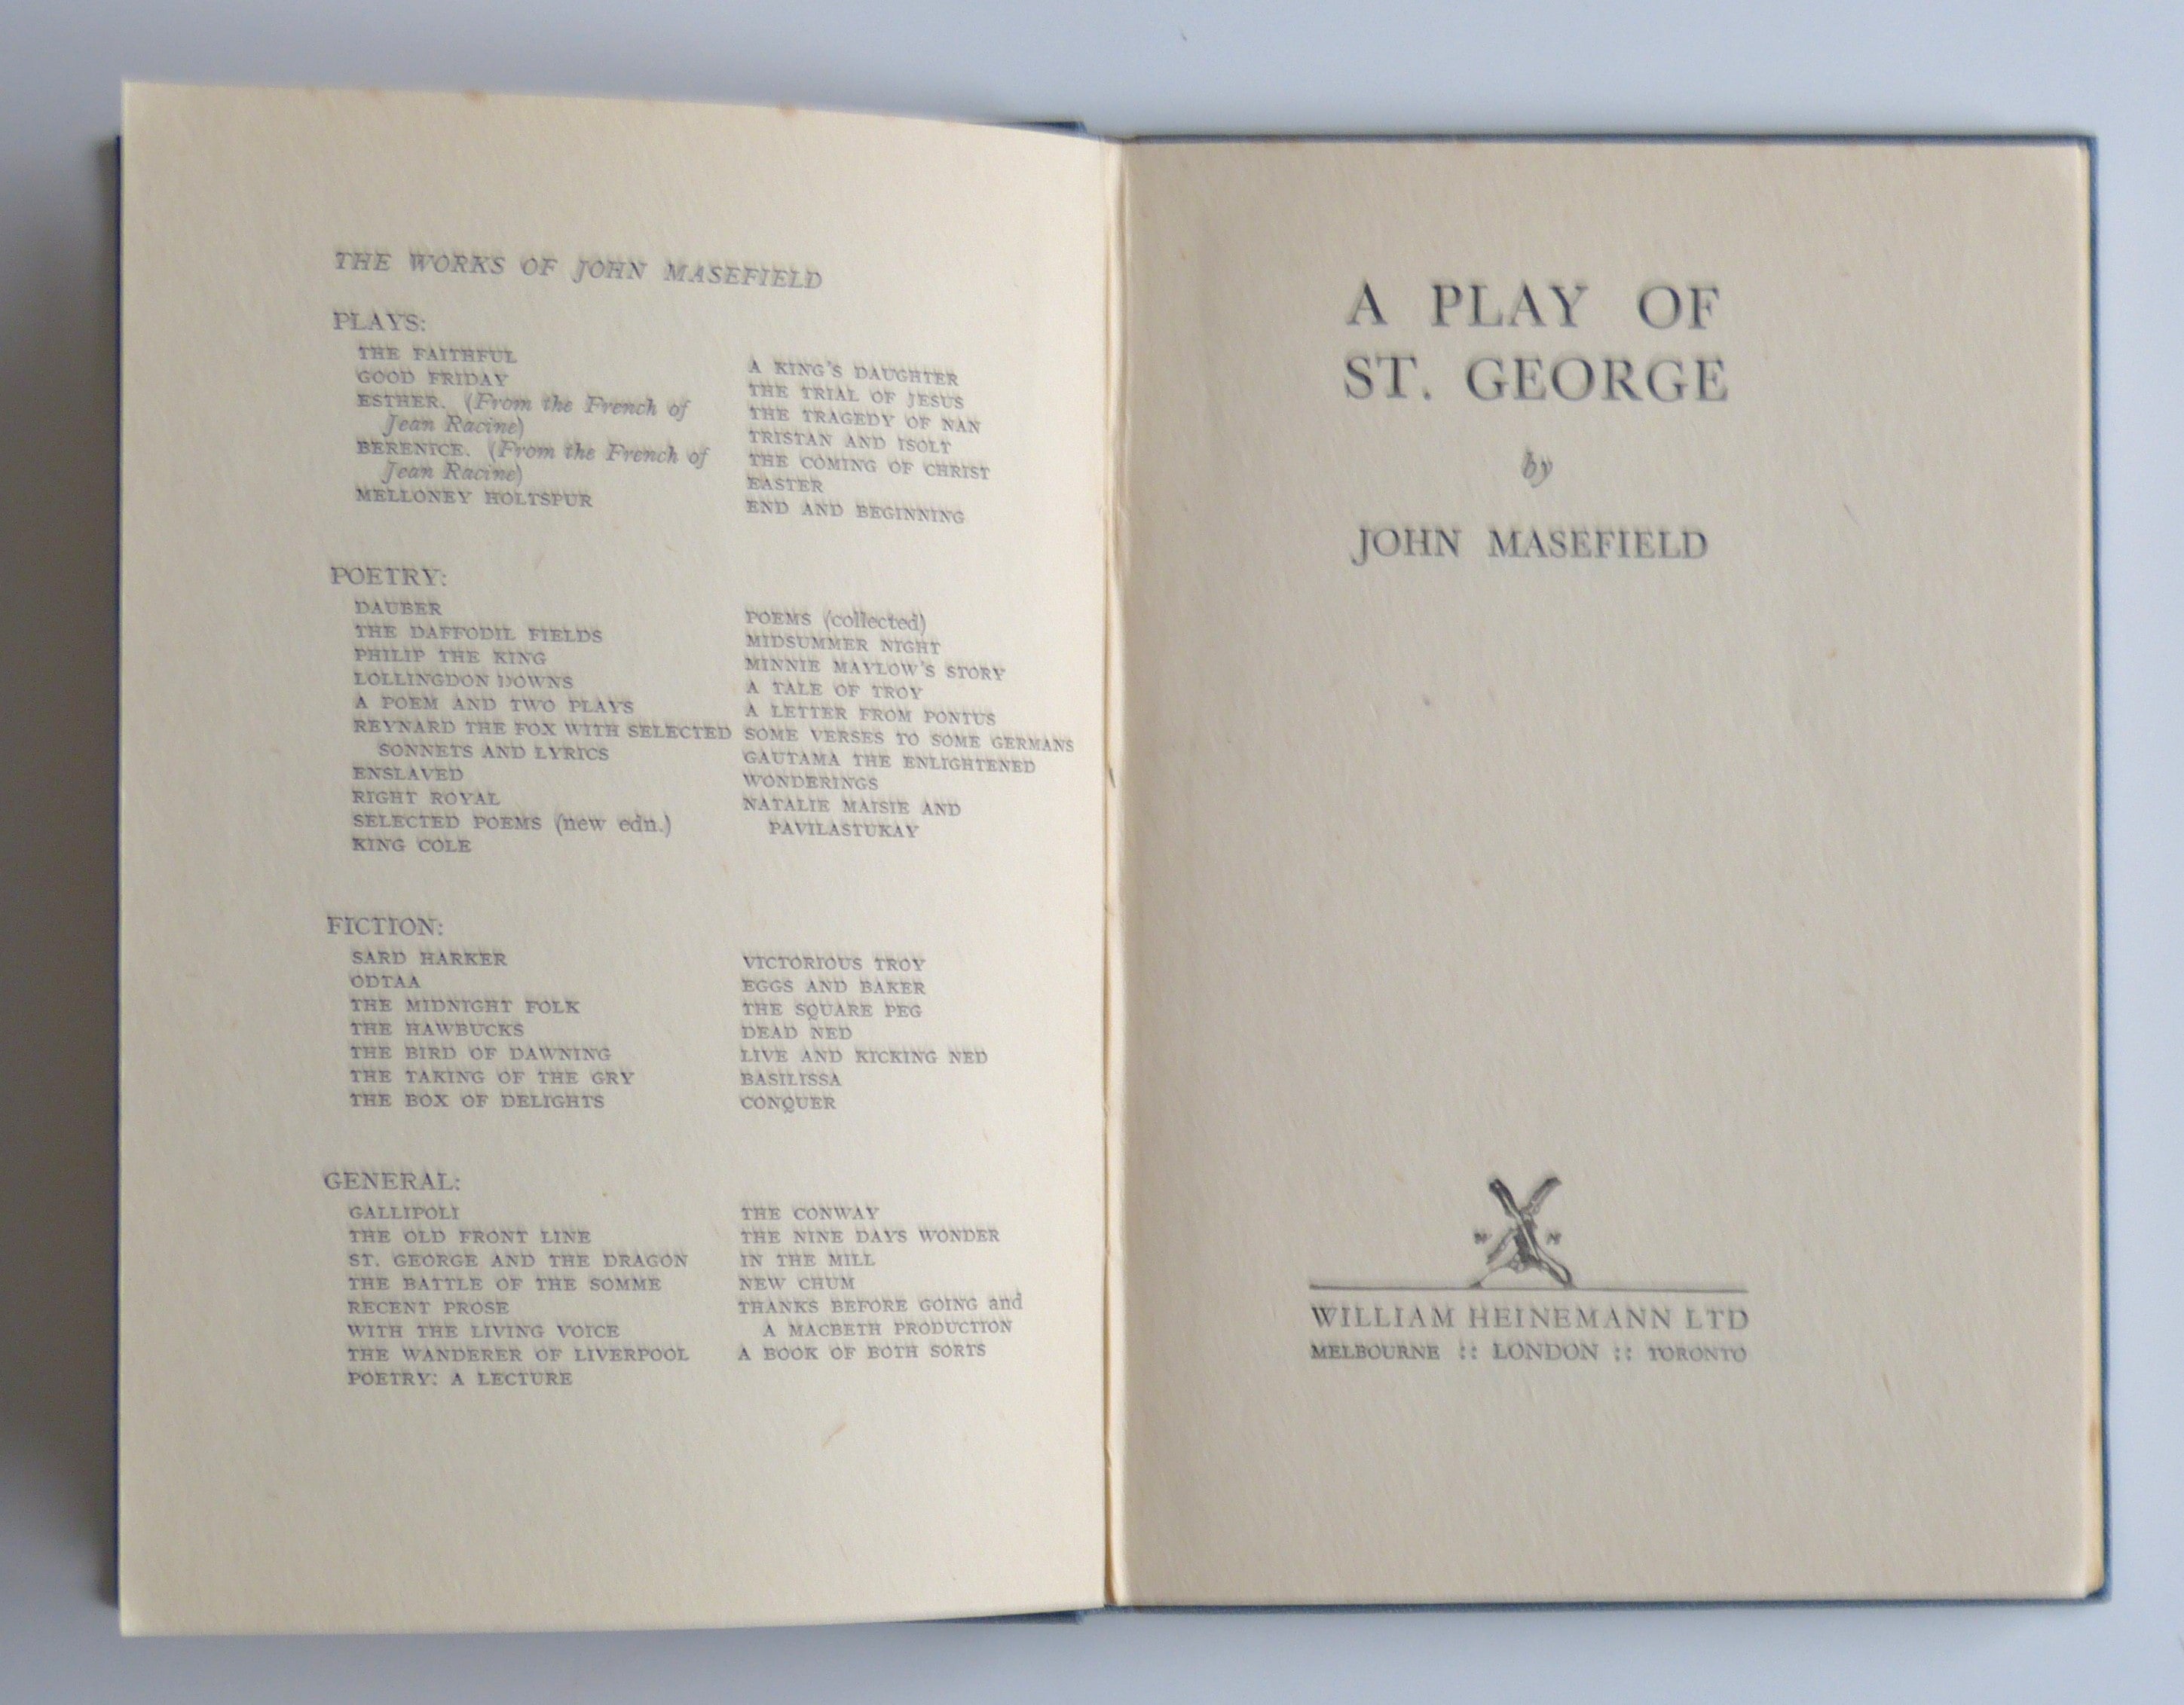 THE WORKS OF JOHN MASEFIELD
PLAYS:
THE FAITHFUL
GOOD FRIDAY
ESTHER. (From the French of
Jean Racine)
BERENICE. (From the French of
Jean Racine)
MELLONEY HOLTSPUR
A KING'S DAUGHTER
THE TRIAL OF JESUS
THE TRAGEDY OF NAN
TRISTAN AND ISOLT
THE COMING OF CHRIST
EASTER
END AND BEGINNING
POETRY:
DAUBER
THE DAFFODIL FIELDS
PHILIP THE KING
LOLLINGDON DOWNS
A POEM AND TWO PLAYS
REYNARD THE FOX WITH SELECTED
SONNETS AND LYRICS
ENSLAVED
RIGHT ROYAL
SELECTED POEMS (new edn.)
KING COLE
POEMS (collected)
MIDSUMMER NIGHT
MINNIE MAYLOW'S STORY
A TALE OF TROY
A LETTER FROM PONTUS
SOME VERSES TO SOME GERMANS
GAUTAMA THE ENLIGHTENED
WONDERINGS
NATALIE MAISIE AND
PAVILASTUKAY
FICTION:
SARD HARKER
ODTAA
THE MIDNIGHT FOLK
THE HAWBUCKS
THE BIRD OF DAWNING
THE TAKING OF THE GRY
THE BOX OF DELIGHTS
VICTORIOUS TROY
EGGS AND BAKER
THE SQUARE PEG
DEAD NED
LIVE AND KICKING NED
BASILISSA
CONQUER
GENERAL:
GALLIPOLI
THE OLD FRONT LINE
ST. GEORGE AND THE DRAGON
THE BATTLE OF THE SOMME
RECENT PROSE
WITH THE LIVING VOICE
THE WANDERER OF LIVERPOOL
POETRY: A LECTURE
THE CONWAY
THE NINE DAYS WONDER
IN THE MILL
NEW CHUM
THANKS BEFORE GOING and
A MACBETH PRODUCTION
A BOOK OF BOTH SORTS
A PLAY OF
ST. GEORGE
by
JOHN MASEFIELD
WILLIAM HEINEMANN LTD
MELBOURNE :: LONDON :: TORONTO